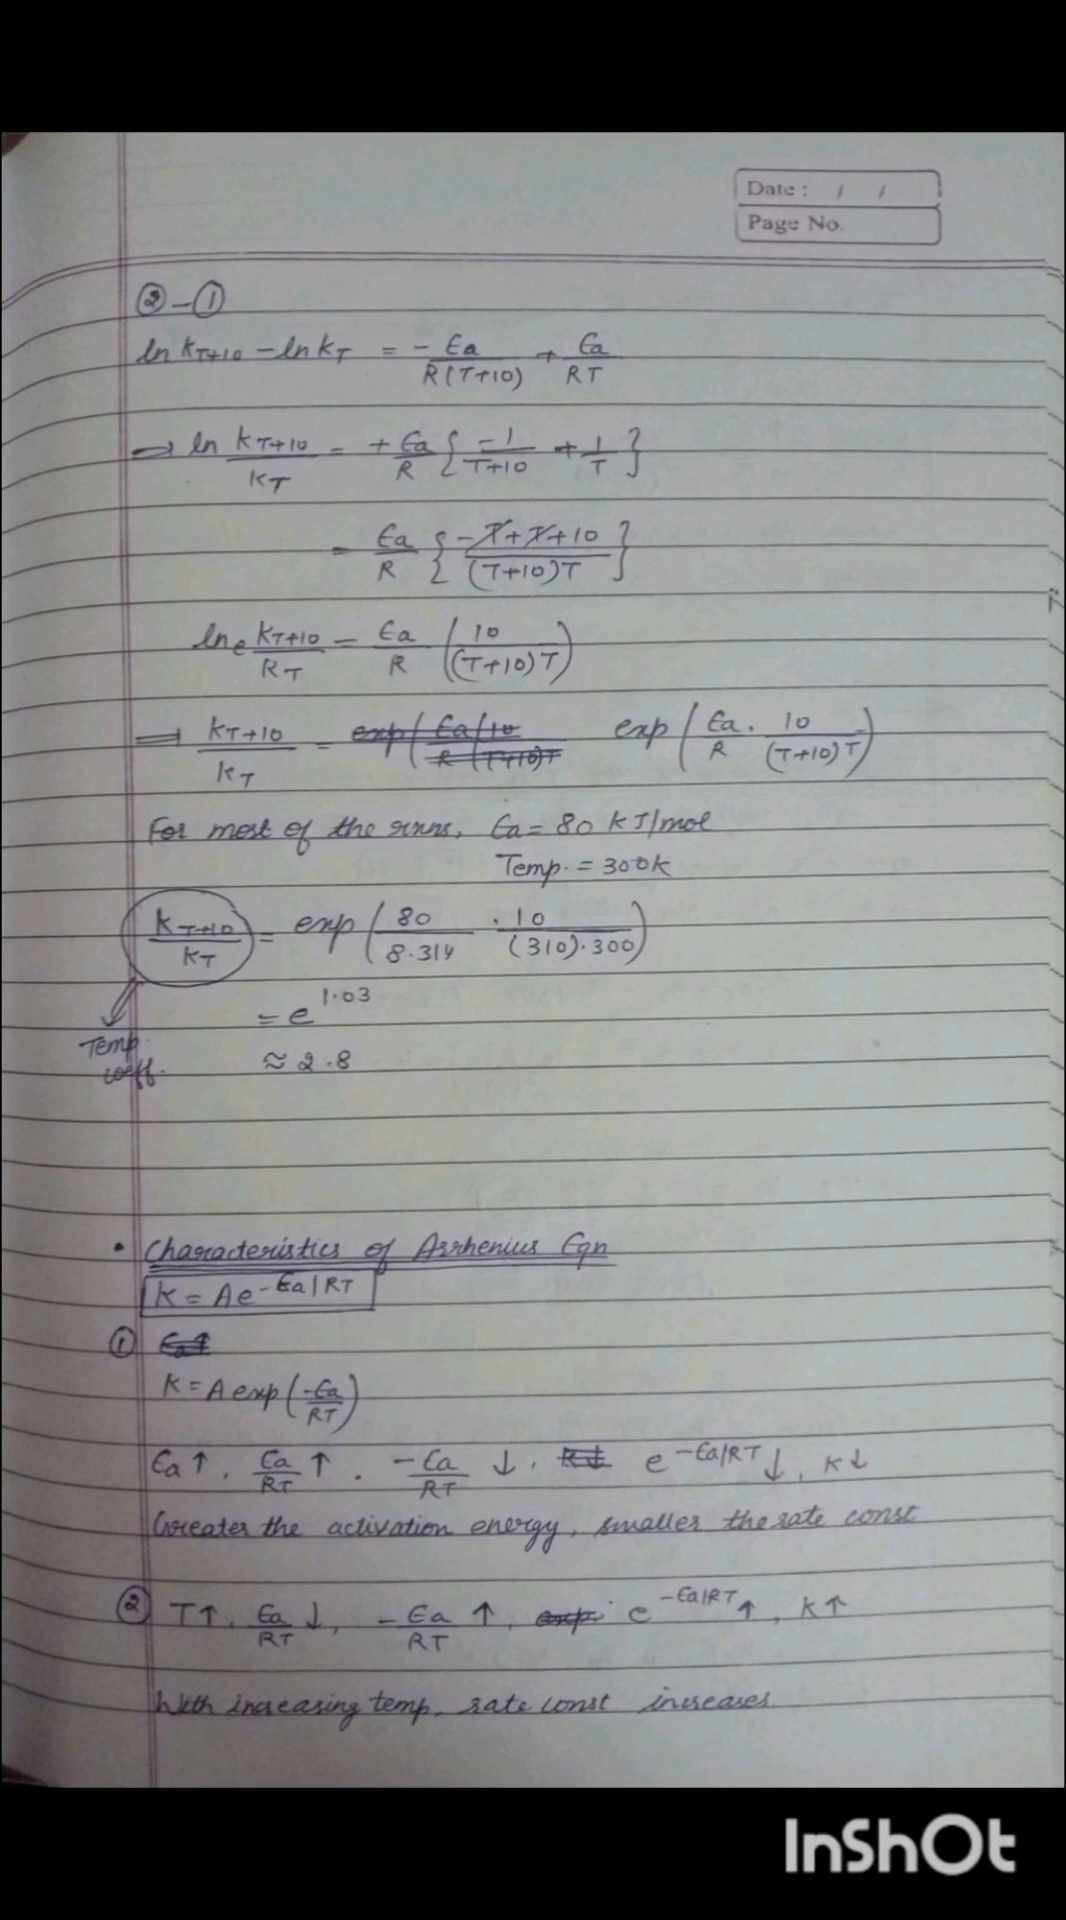 Date : / /
Page No.
② - ①
ln K_{T+10} - ln K_T = - Ea/R(T+10) + Ea/RT
⇒ ln K_{T+10}/K_T = + Ea/R { -1/T+10 + 1/T }
= Ea/R { -T+T+10/(T+10)T }
ln_e K_{T+10}/K_T = Ea/R ( 10/(T+10)T )
⇒ K_{T+10}/K_T = exp ( Ea/R . 10/(T+10)T )
For most of the rxns, Ea = 80 kJ/mol
Temp. = 300K
K_{T+10}/K_T = exp ( 80/8.314 . 10/(310).300 )
= e^{1.03}
Temp. coeff.
≈ 2.8
• Characteristics of Arrhenius Eqn
K = Ae^{-Ea/RT}
①
K = A exp ( -Ea/RT )
Ea ↑, Ea/RT ↑, -Ea/RT ↓, e^{-Ea/RT} ↓, K ↓
Greater the activation energy, smaller the rate const
② T↑, Ea/RT ↓, -Ea/RT ↑, e^{-Ea/RT} ↑, K↑
With increasing temp, rate const increases
InShOt